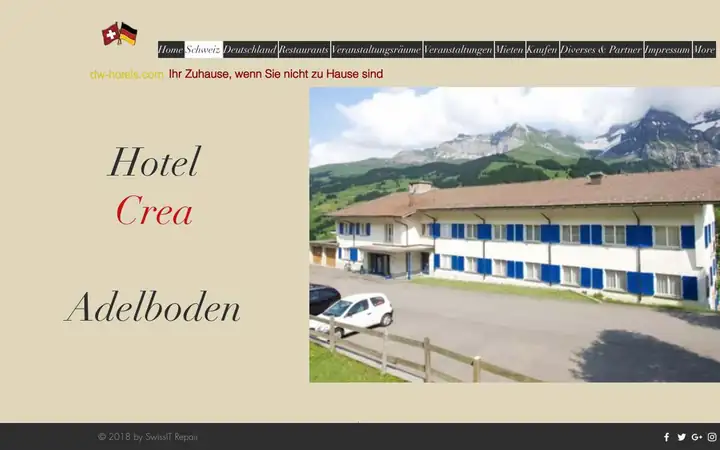 Home Schweiz Deutschland Restaurants Veranstaltungsräume Veranstaltungen Mieten Kaufen Diverses & Partner Impressum More
dw-hotels.com Ihr Zuhause, wenn Sie nicht zu Hause sind
Hotel
Crea
Adelboden
© 2018 by SwissIT Repair